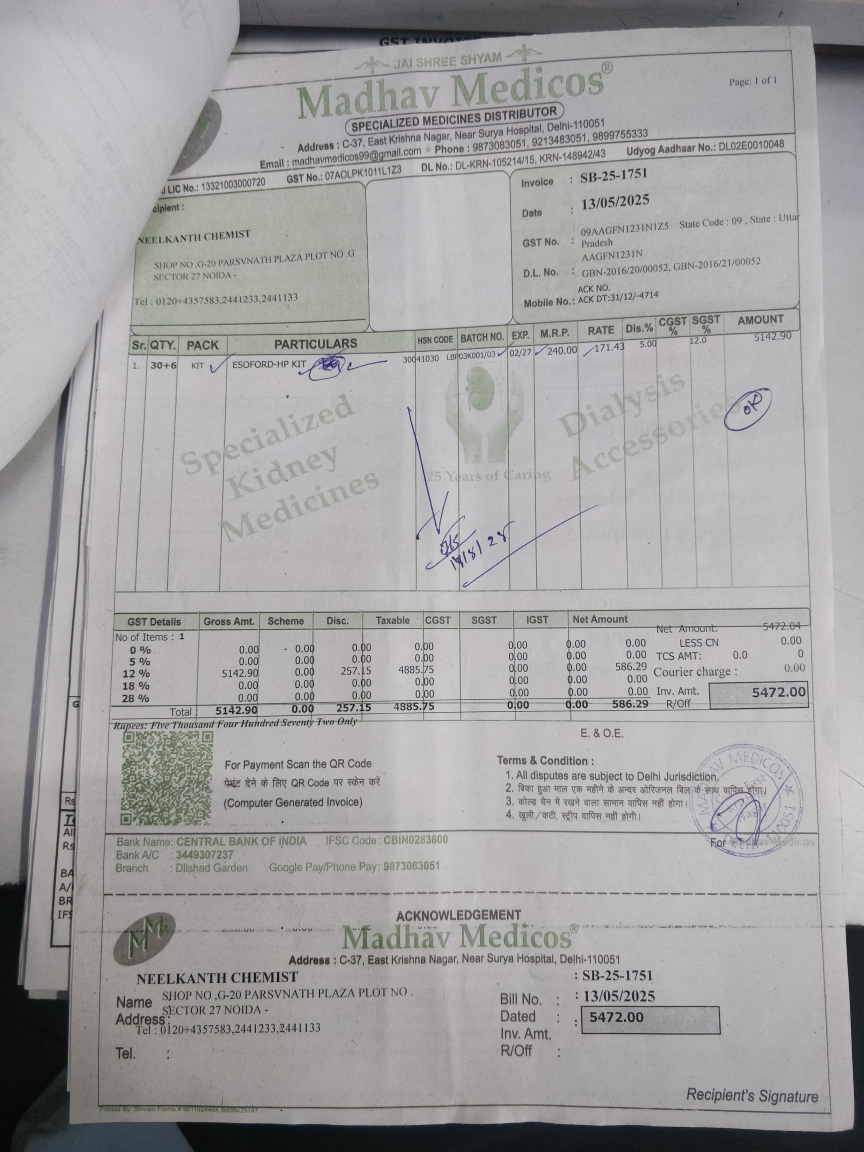 GST INVOICE
JAI SHREE SHYAM
Madhav Medicos®
Page: 1 of 1
SPECIALIZED MEDICINES DISTRIBUTOR
Address : C-37, East Krishna Nagar, Near Surya Hospital, Delhi-110051
Email : madhavmedicos99@gmail.com ★ Phone : 9873083051, 9213483051, 9899755333
LIC No.: 13321003000720 GST No.: 07AOLPK1011L1Z3 DL No.: DL-KRN-105214/15, KRN-148942/43 Udyog Aadhaar No.: DL02E0010048
cipient :
NEELKANTH CHEMIST
SHOP NO ,G-20 PARSVNATH PLAZA PLOT NO .G
SECTOR 27 NOIDA -
Tel : 0120+4357583,2441233,2441133
Invoice : SB-25-1751
Date : 13/05/2025
GST No. : 09AAGFN1231N1Z5 State Code : 09 , State : Uttar
Pradesh
AAGFN1231N
D.L. No. : GBN-2016/20/00052, GBN-2016/21/00052
ACK NO.
Mobile No.: ACK DT:31/12/-4714
Sr. QTY. PACK PARTICULARS HSN CODE BATCH NO. EXP. M.R.P. RATE Dis.% CGST % SGST % AMOUNT
1. 30+6 KIT ESOFORD-HP KIT 30041030 LBP03K001/03 02/27 240.00 171.43 5.00 12.0 5142.90
OK
Specialized
Kidney
Medicines
25 Years of Caring
Dialysis
Accessories
GST Details Gross Amt. Scheme Disc. Taxable CGST SGST IGST Net Amount
No of Items : 1
0 % 0.00 0.00 0.00 0.00 0.00 0.00 0.00
5 % 0.00 0.00 0.00 0.00 0.00 0.00 0.00
12 % 5142.90 0.00 257.15 4885.75 0.00 0.00 586.29
18 % 0.00 0.00 0.00 0.00 0.00 0.00 0.00
28 % 0.00 0.00 0.00 0.00 0.00 0.00 0.00
Total 5142.90 0.00 257.15 4885.75 0.00 0.00 586.29
Net Amount: 5472.04
LESS CN 0.00
TCS AMT: 0.0 0
Courier charge : 0.00
Inv. Amt. 5472.00
R/Off
Rupees: Five Thousand Four Hundred Seventy Two Only
E. & O.E.
For Payment Scan the QR Code
पेमेंट देने के लिए QR Code पर स्केन करें
(Computer Generated Invoice)
Terms & Condition :
1. All disputes are subject to Delhi Jurisdiction.
2. बिका हुआ माल एक महीने के अन्दर ओरिजनल बिल के साथ वापिस होगा।
3. कोल्ड चैन में रखने वाला सामान वापिस नहीं होगा।
4. खुली/कटी, स्ट्रीप वापिस नहीं होगी।
MADHAV MEDICOS
For Madhav Medicos
Bank Name: CENTRAL BANK OF INDIA IFSC Code : CBIN0283800
Bank A/C : 3449307237
Branch : Dilshad Garden Google Pay/Phone Pay: 9873083051
ACKNOWLEDGEMENT
MM
Madhav Medicos®
Address : C-37, East Krishna Nagar, Near Surya Hospital, Delhi-110051
NEELKANTH CHEMIST
Name SHOP NO ,G-20 PARSVNATH PLAZA PLOT NO .
Address: SECTOR 27 NOIDA -
Tel : 0120+4357583,2441233,2441133
Tel. :
: SB-25-1751
Bill No. : 13/05/2025
Dated : 5472.00
Inv. Amt.
R/Off :
Recipient's Signature